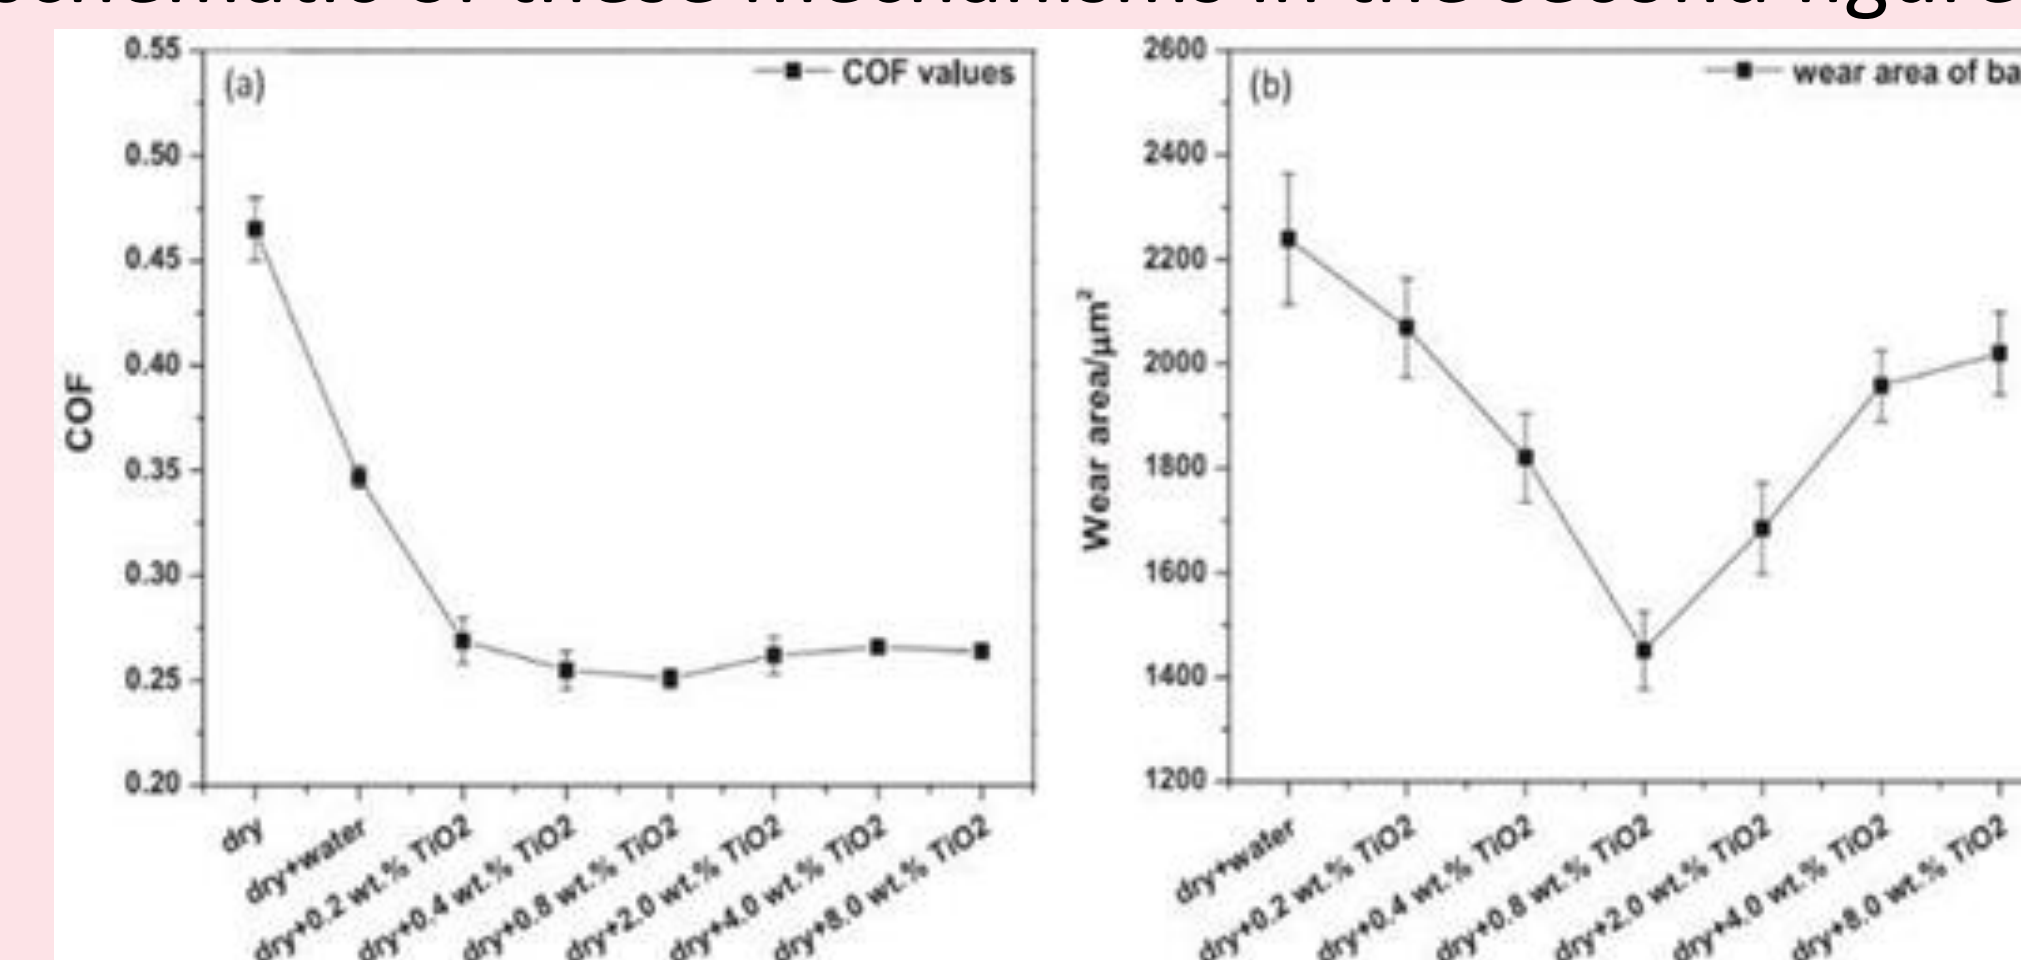 schematic of these mechanisms in the second figure
(a)
COF values
0.55
0.50
0.45
0.40
0.35
0.30
0.25
0.20
COF
dry
dry+water
dry+0.2 wt.% TiO2
dry+0.4 wt.% TiO2
dry+0.8 wt.% TiO2
dry+2.0 wt.% TiO2
dry+4.0 wt.% TiO2
dry+8.0 wt.% TiO2
(b)
wear area of ba
2600
2400
2200
2000
1800
1600
1400
1200
Wear area/μm²
dry+water
dry+0.2 wt.% TiO2
dry+0.4 wt.% TiO2
dry+0.8 wt.% TiO2
dry+2.0 wt.% TiO2
dry+4.0 wt.% TiO2
dry+8.0 wt.% TiO2